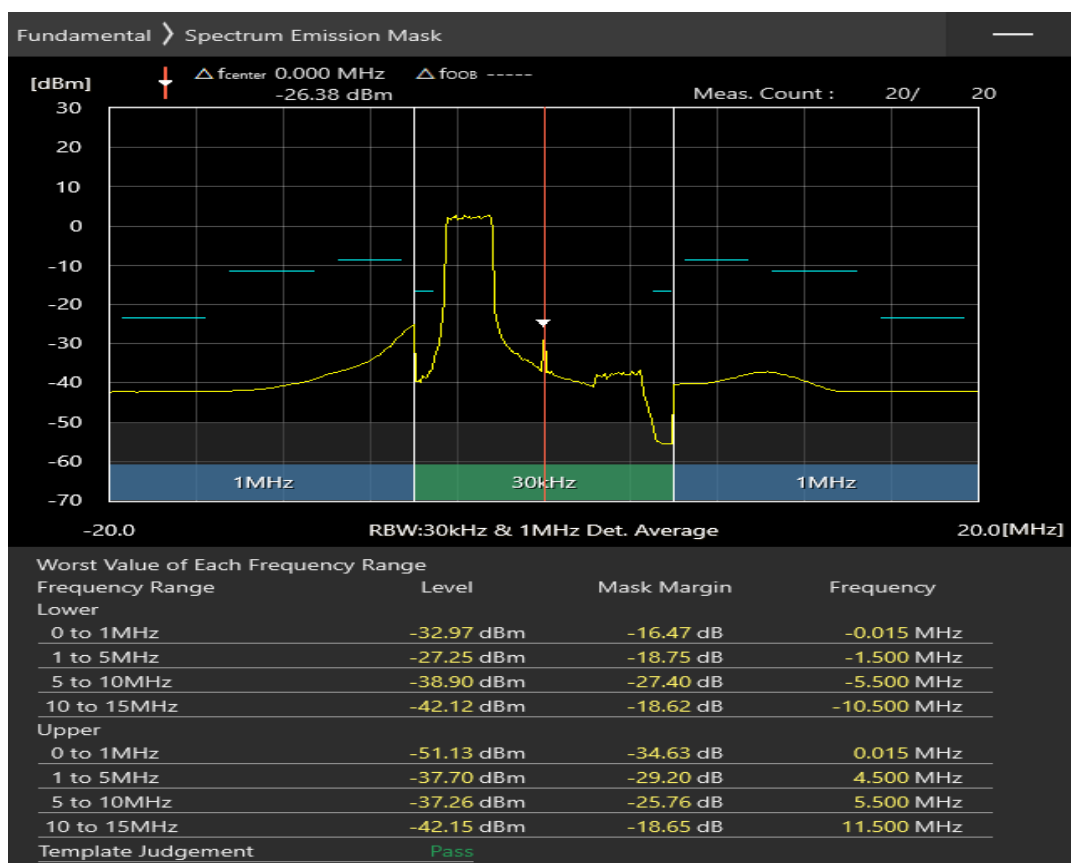 Fundamental ❯ Spectrum Emission Mask
△ fcenter 0.000 MHz △ fOOB -----
[dBm] -26.38 dBm Meas. Count : 20/ 20
30
20
10
0
-10
-20
-30
-40
-50
-60
-70
1MHz 30kHz 1MHz
-20.0 RBW:30kHz & 1MHz Det. Average 20.0[MHz]
Worst Value of Each Frequency Range
Frequency Range Level Mask Margin Frequency
Lower
0 to 1MHz -32.97 dBm -16.47 dB -0.015 MHz
1 to 5MHz -27.25 dBm -18.75 dB -1.500 MHz
5 to 10MHz -38.90 dBm -27.40 dB -5.500 MHz
10 to 15MHz -42.12 dBm -18.62 dB -10.500 MHz
Upper
0 to 1MHz -51.13 dBm -34.63 dB 0.015 MHz
1 to 5MHz -37.70 dBm -29.20 dB 4.500 MHz
5 to 10MHz -37.26 dBm -25.76 dB 5.500 MHz
10 to 15MHz -42.15 dBm -18.65 dB 11.500 MHz
Template Judgement Pass